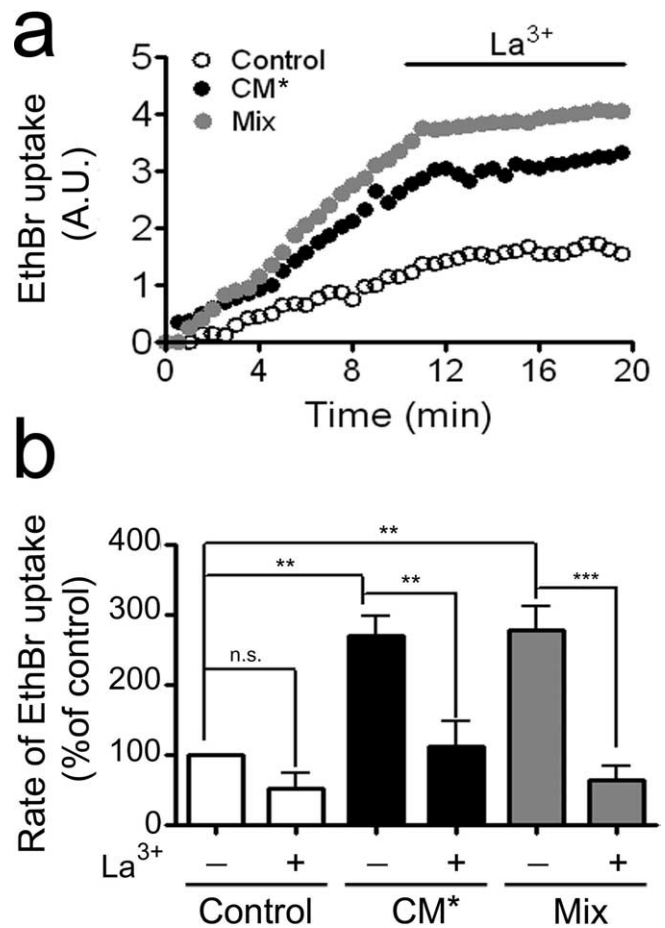 a
La³⁺
Control
CM*
Mix
EthBr uptake
(A.U.)
5
4
3
2
1
0
0 4 8 12 16 20
Time (min)
b
Rate of EthBr uptake
(%of control)
400
300
200
100
0
**
**
**
***
n.s.
La³⁺ – + – + – +
Control CM* Mix